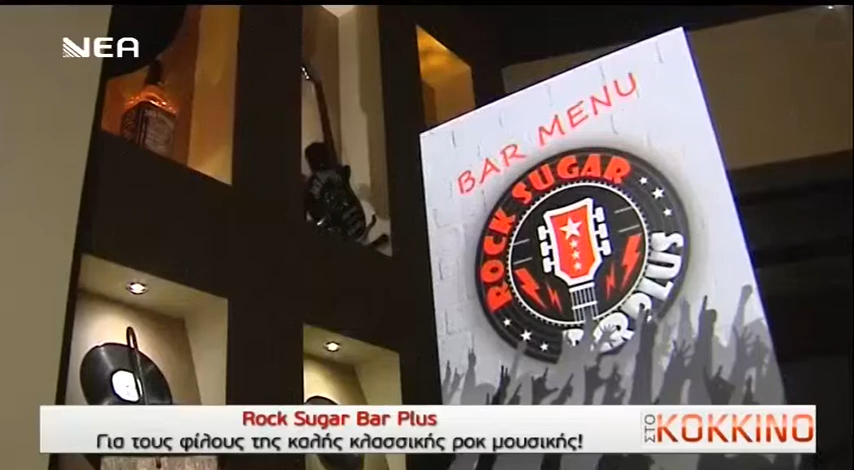 NEA
BAR MENU
ROCK SUGAR
BAR PLUS
Rock Sugar Bar Plus
Για τους φίλους της καλής κλασσικής ροκ μουσικής!
ΣΤΟ ΚΟΚΚΙΝΟ